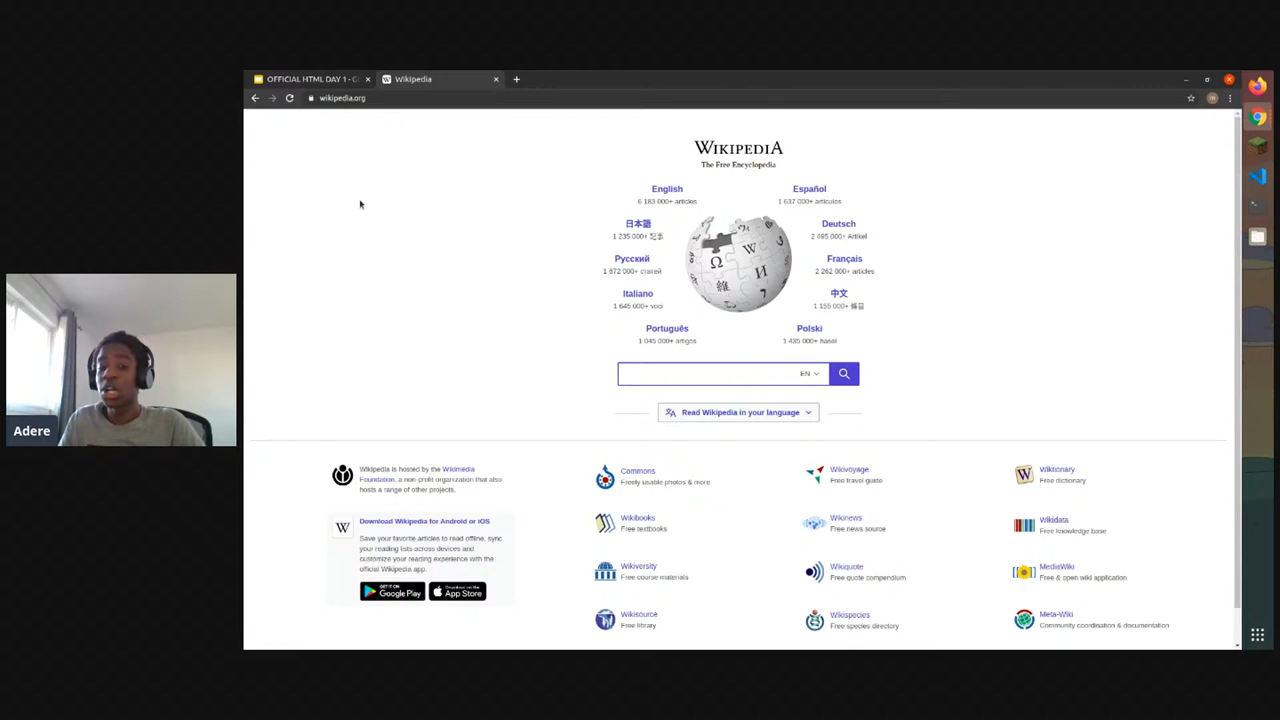 OFFICIAL HTML DAY 1 - G
Wikipedia
wikipedia.org
WIKIPEDIA
The Free Encyclopedia
English
6 183 000+ articles
Español
1 637 000+ artículos
日本語
1 235 000+ 記事
Deutsch
2 495 000+ Artikel
Русский
1 672 000+ статей
Français
2 262 000+ articles
Italiano
1 645 000+ voci
中文
1 155 000+ 條目
Português
1 045 000+ artigos
Polski
1 435 000+ haseł
EN
Read Wikipedia in your language
Adere
Wikipedia is hosted by the Wikimedia
Foundation, a non-profit organization that also
hosts a range of other projects.
Download Wikipedia for Android or iOS
Save your favorite articles to read offline, sync
your reading lists across devices and
customize your reading experience with the
official Wikipedia app.
GET IT ON
Google Play
Download on the
App Store
Commons
Freely usable photos & more
Wikivoyage
Free travel guide
Wiktionary
Free dictionary
Wikibooks
Free textbooks
Wikinews
Free news source
Wikidata
Free knowledge base
Wikiversity
Free course materials
Wikiquote
Free quote compendium
MediaWiki
Free & open wiki application
Wikisource
Free library
Wikispecies
Free species directory
Meta-Wiki
Community coordination & documentation